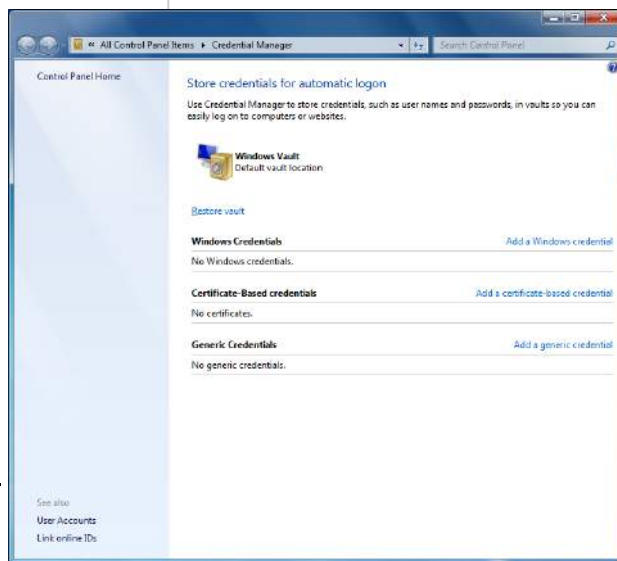 « All Control Panel Items ▸ Credential Manager
Search Control Panel
Control Panel Home
Store credentials for automatic logon
Use Credential Manager to store credentials, such as user names and passwords, in vaults so you can
easily log on to computers or websites.
Windows Vault
Default vault location
Restore vault
Windows Credentials Add a Windows credential
No Windows credentials.
Certificate-Based credentials Add a certificate-based credential
No certificates.
Generic Credentials Add a generic credential
No generic credentials.
See also
User Accounts
Link online IDs